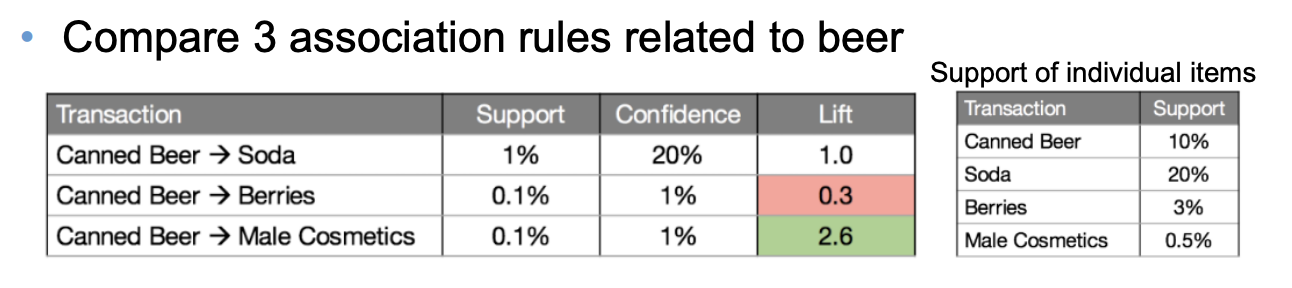 • Compare 3 association rules related to beer
Support of individual items
Transaction Support Confidence Lift
Canned Beer → Soda 1% 20% 1.0
Canned Beer → Berries 0.1% 1% 0.3
Canned Beer → Male Cosmetics 0.1% 1% 2.6
Transaction Support
Canned Beer 10%
Soda 20%
Berries 3%
Male Cosmetics 0.5%